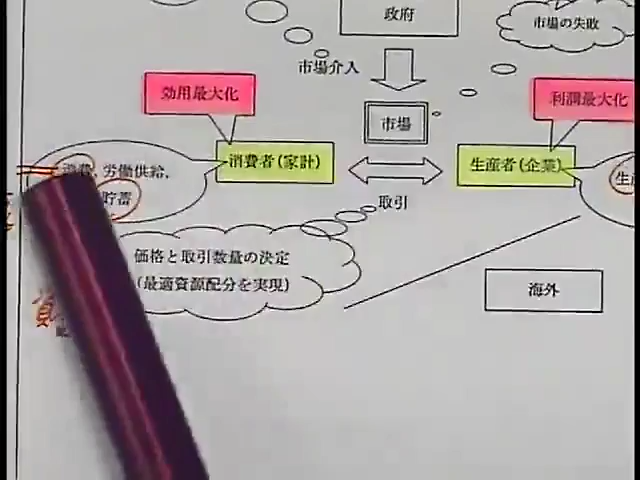 政府
市場の失敗
市場介入
効用最大化
利潤最大化
市場
消費、労働供給、
貯蓄
消費者（家計）
生産者（企業）
生
取引
価格と取引数量の決定
（最適資源配分を実現）
海外